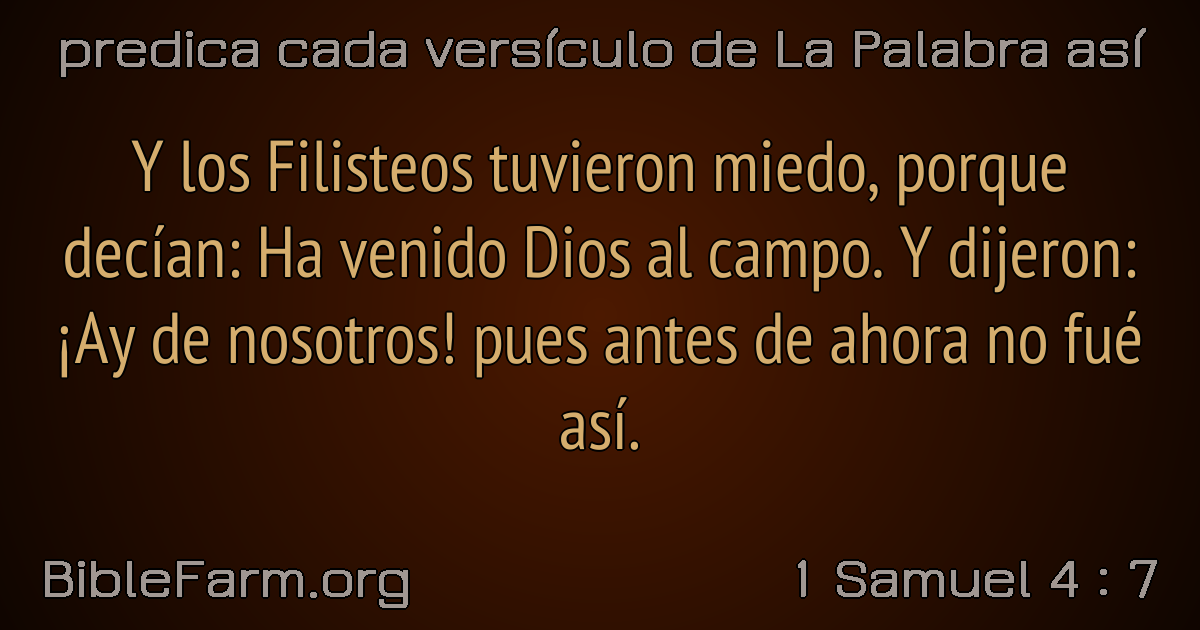 predica cada versículo de La Palabra así
Y los Filisteos tuvieron miedo, porque
decían: Ha venido Dios al campo. Y dijeron:
¡Ay de nosotros! pues antes de ahora no fué
así.
BibleFarm.org
1 Samuel 4 : 7